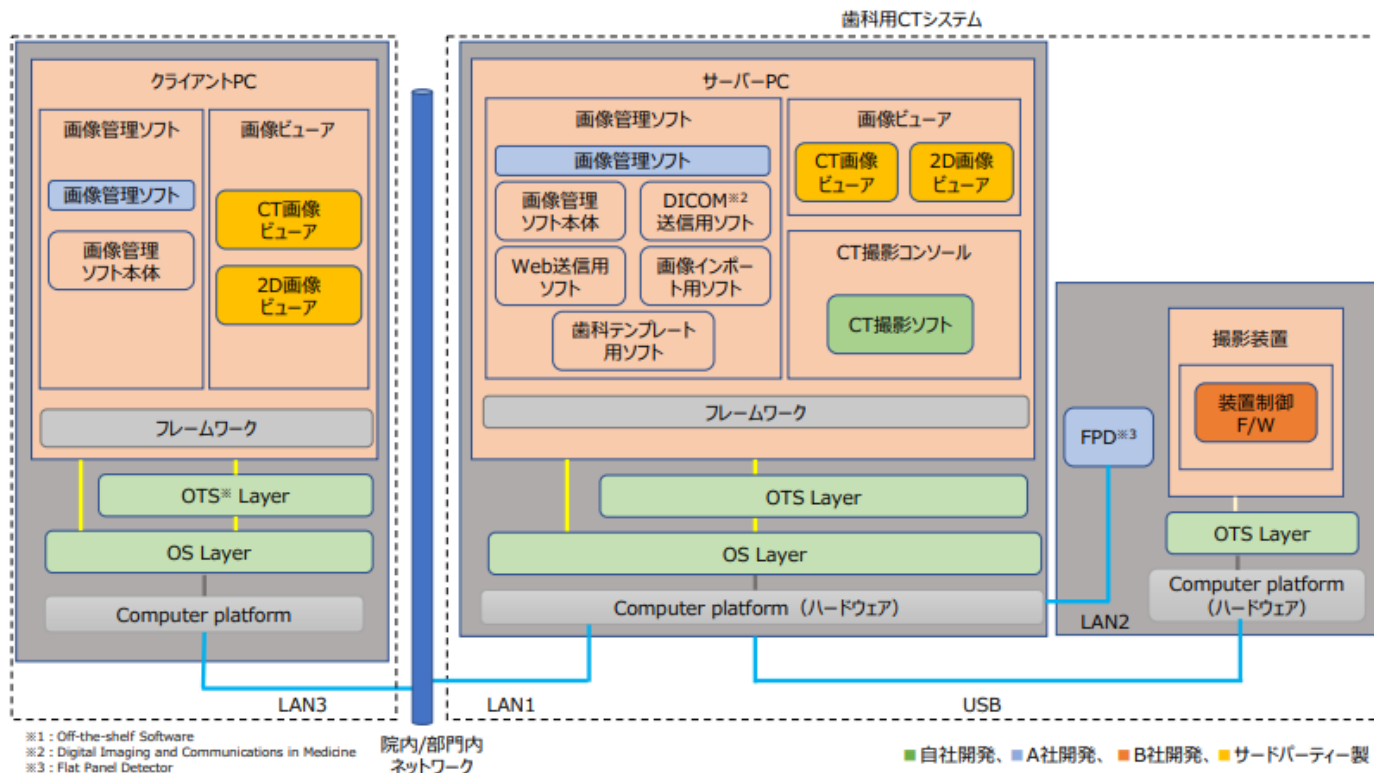 歯科用CTシステム
クライアントPC
画像管理ソフト
画像管理ソフト
画像管理
ソフト本体
画像ビューア
CT画像
ビューア
2D画像
ビューア
フレームワーク
OTS※ Layer
OS Layer
Computer platform
LAN3
院内/部門内
ネットワーク
サーバーPC
画像管理ソフト
画像管理ソフト
画像管理
ソフト本体
DICOM※2
送信用ソフト
Web送信用
ソフト
画像インポー
ト用ソフト
歯科テンプレート
用ソフト
画像ビューア
CT画像
ビューア
2D画像
ビューア
CT撮影コンソール
CT撮影ソフト
フレームワーク
OTS Layer
OS Layer
Computer platform（ハードウェア）
LAN1
USB
FPD※3
LAN2
撮影装置
装置制御
F/W
OTS Layer
Computer platform
（ハードウェア）
※1：Off-the-shelf Software
※2：Digital Imaging and Communications in Medicine
※3：Flat Panel Detector
■自社開発、■A社開発、■B社開発、■サードパーティー製